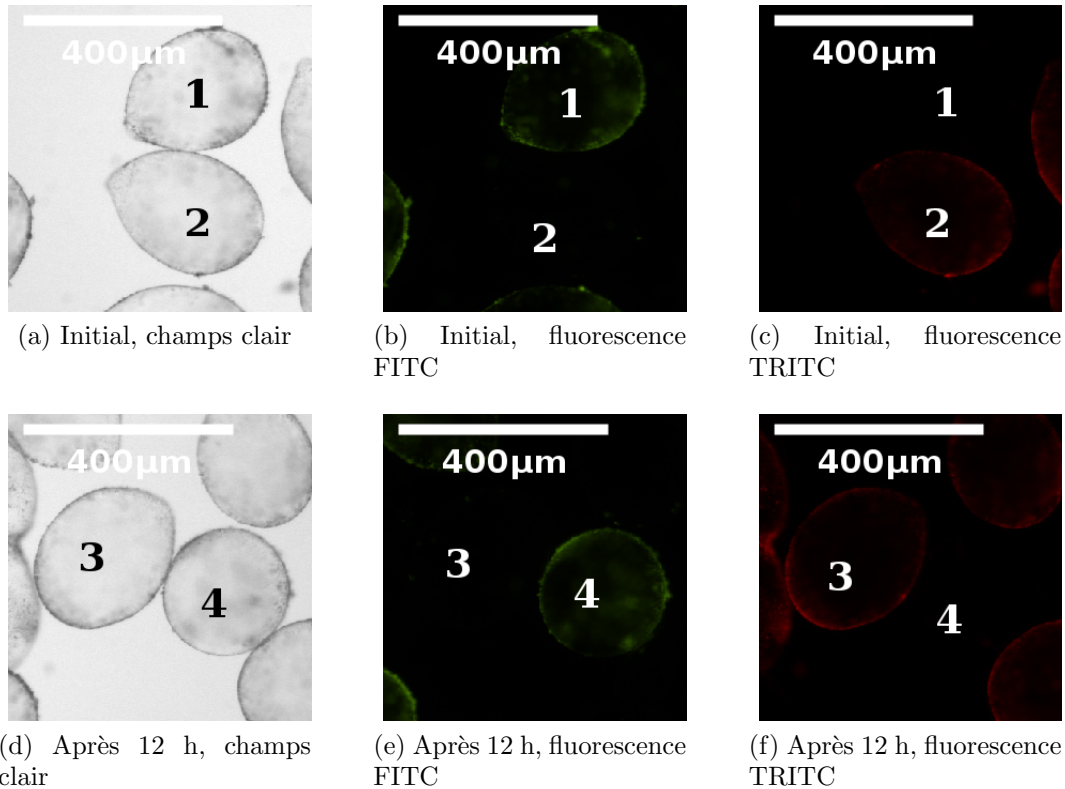 400µm
400µm
400µm
1
1
1
2
2
2
(a) Initial, champs clair
(b) Initial, fluorescence
FITC
(c) Initial, fluorescence
TRITC
400µm
400µm
400µm
3
4
3
4
3
4
(d) Après 12 h, champs
clair
(e) Après 12 h, fluorescence
FITC
(f) Après 12 h, fluorescence
TRITC